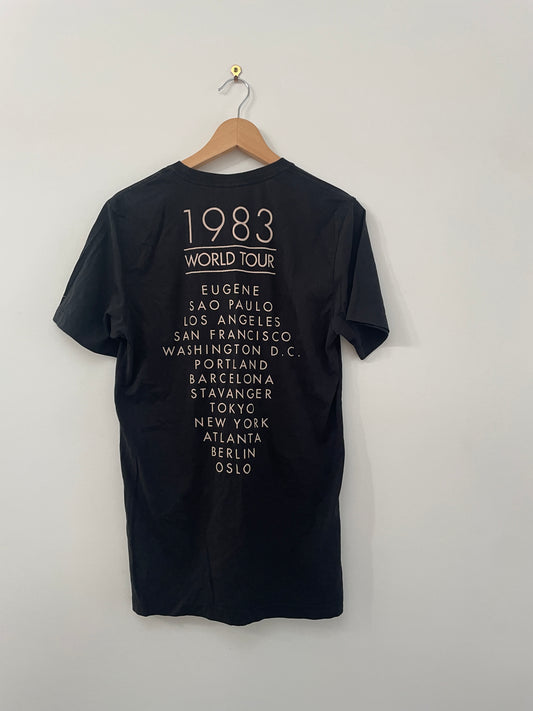 1983
WORLD TOUR
EUGENE
SAO PAULO
LOS ANGELES
SAN FRANCISCO
WASHINGTON D.C.
PORTLAND
BARCELONA
STAVANGER
TOKYO
NEW YORK
ATLANTA
BERLIN
OSLO